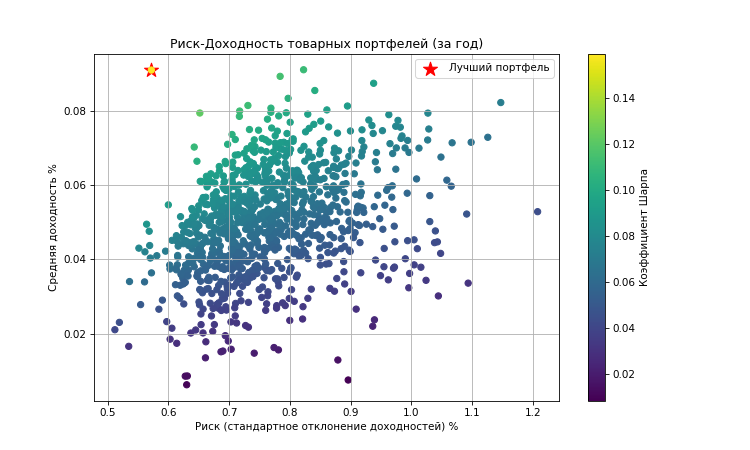 Риск-Доходность товарных портфелей (за год)
Лучший портфель
Средняя доходность %
0.08
0.06
0.04
0.02
0.5 0.6 0.7 0.8 0.9 1.0 1.1 1.2
Риск (стандартное отклонение доходностей) %
0.14
0.12
0.10
0.08
0.06
0.04
0.02
Коэффициент Шарпа